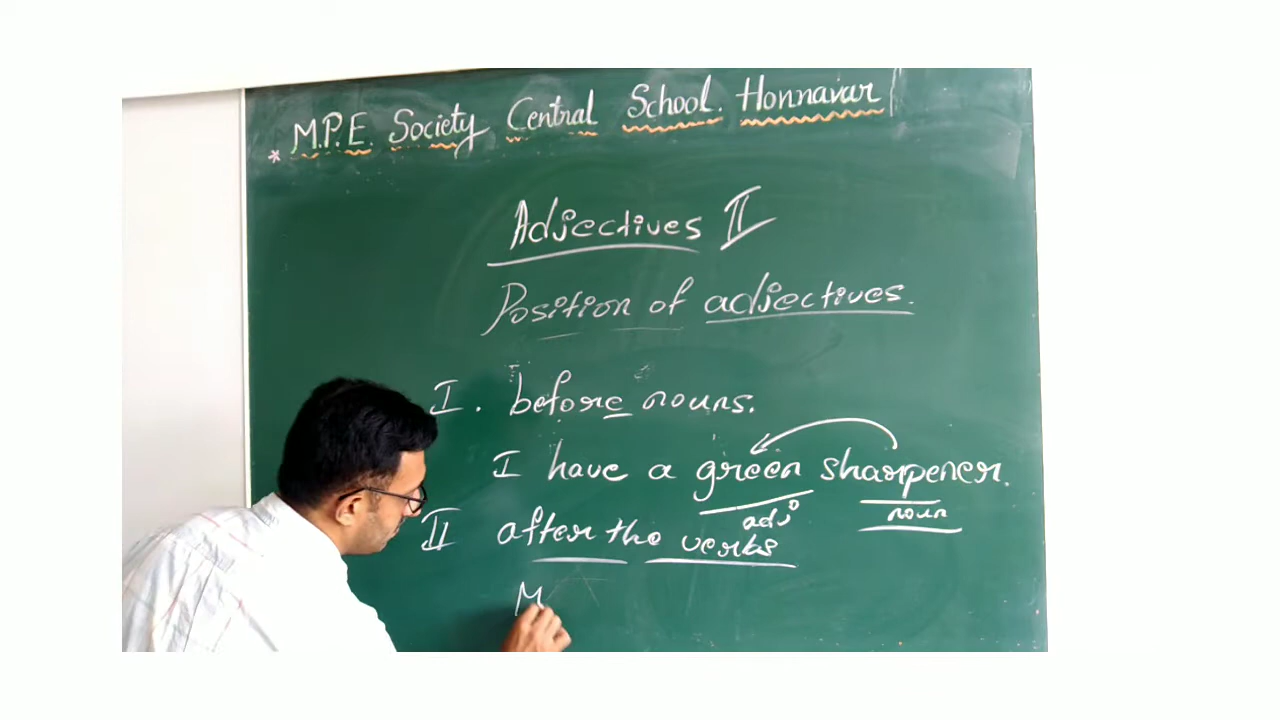 * M.P.E. Society Central School. Honnavar
Adjectives II
Position of adjectives.
I. before nouns.
I have a green sharpener.
adj noun
II after the verbs
M